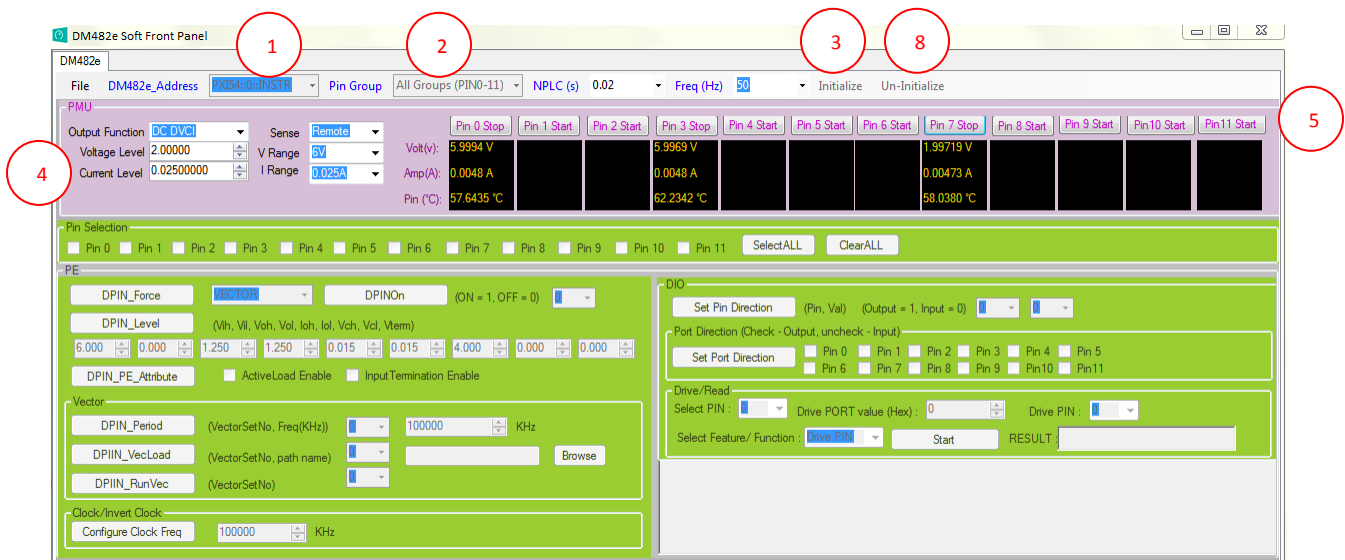 1
2
3
8
DM482e Soft Front Panel
DM482e
File DM482e_Address PXI54::0::INSTR Pin Group All Groups (PIN0-11) NPLC (s) 0.02 Freq (Hz) 50 Initialize Un-Initialize
PMU
5
4
Output Function DC DVCI Sense Remote Pin 0 Stop Pin 1 Start Pin 2 Start Pin 3 Stop Pin 4 Start Pin 5 Start Pin 6 Start Pin 7 Stop Pin 8 Start Pin 9 Start Pin10 Start Pin11 Start
Voltage Level 2.00000 V Range 6V Volt(v): 5.9994 V 5.9969 V 1.99719 V
Current Level 0.02500000 I Range 0.025A Amp(A): 0.0048 A 0.0048 A 0.00473 A
Pin (°C): 57.6435 °C 62.2342 °C 58.0380 °C
Pin Selection
Pin 0 Pin 1 Pin 2 Pin 3 Pin 4 Pin 5 Pin 6 Pin 7 Pin 8 Pin 9 Pin 10 Pin 11 SelectALL ClearALL
PE
DPIN_Force VECTOR DPINOn (ON = 1, OFF = 0) 0
DPIN_Level (Vih, Vil, Voh, Vol, Ioh, Iol, Vch, Vcl, Vterm)
6.000 0.000 1.250 1.250 0.015 0.015 4.000 0.000 0.000
DPIN_PE_Attribute ActiveLoad Enable InputTermination Enable
Vector
DPIN_Period (VectorSetNo, Freq(KHz)) 0 100000 KHz
DPIIN_VecLoad (VectorSetNo, path name) 0 Browse
DPIIN_RunVec (VectorSetNo) 0
Clock/Invert Clock
Configure Clock Freq 100000 KHz
DIO
Set Pin Direction (Pin, Val) (Output = 1, Input = 0) 0 0
Port Direction (Check - Output, uncheck - Input)
Set Port Direction Pin 0 Pin 1 Pin 2 Pin 3 Pin 4 Pin 5
Pin 6 Pin 7 Pin 8 Pin 9 Pin10 Pin11
Drive/Read
Select PIN : 0 Drive PORT value (Hex) : 0 Drive PIN : 0
Select Feature/ Function : Drive PIN Start RESULT :